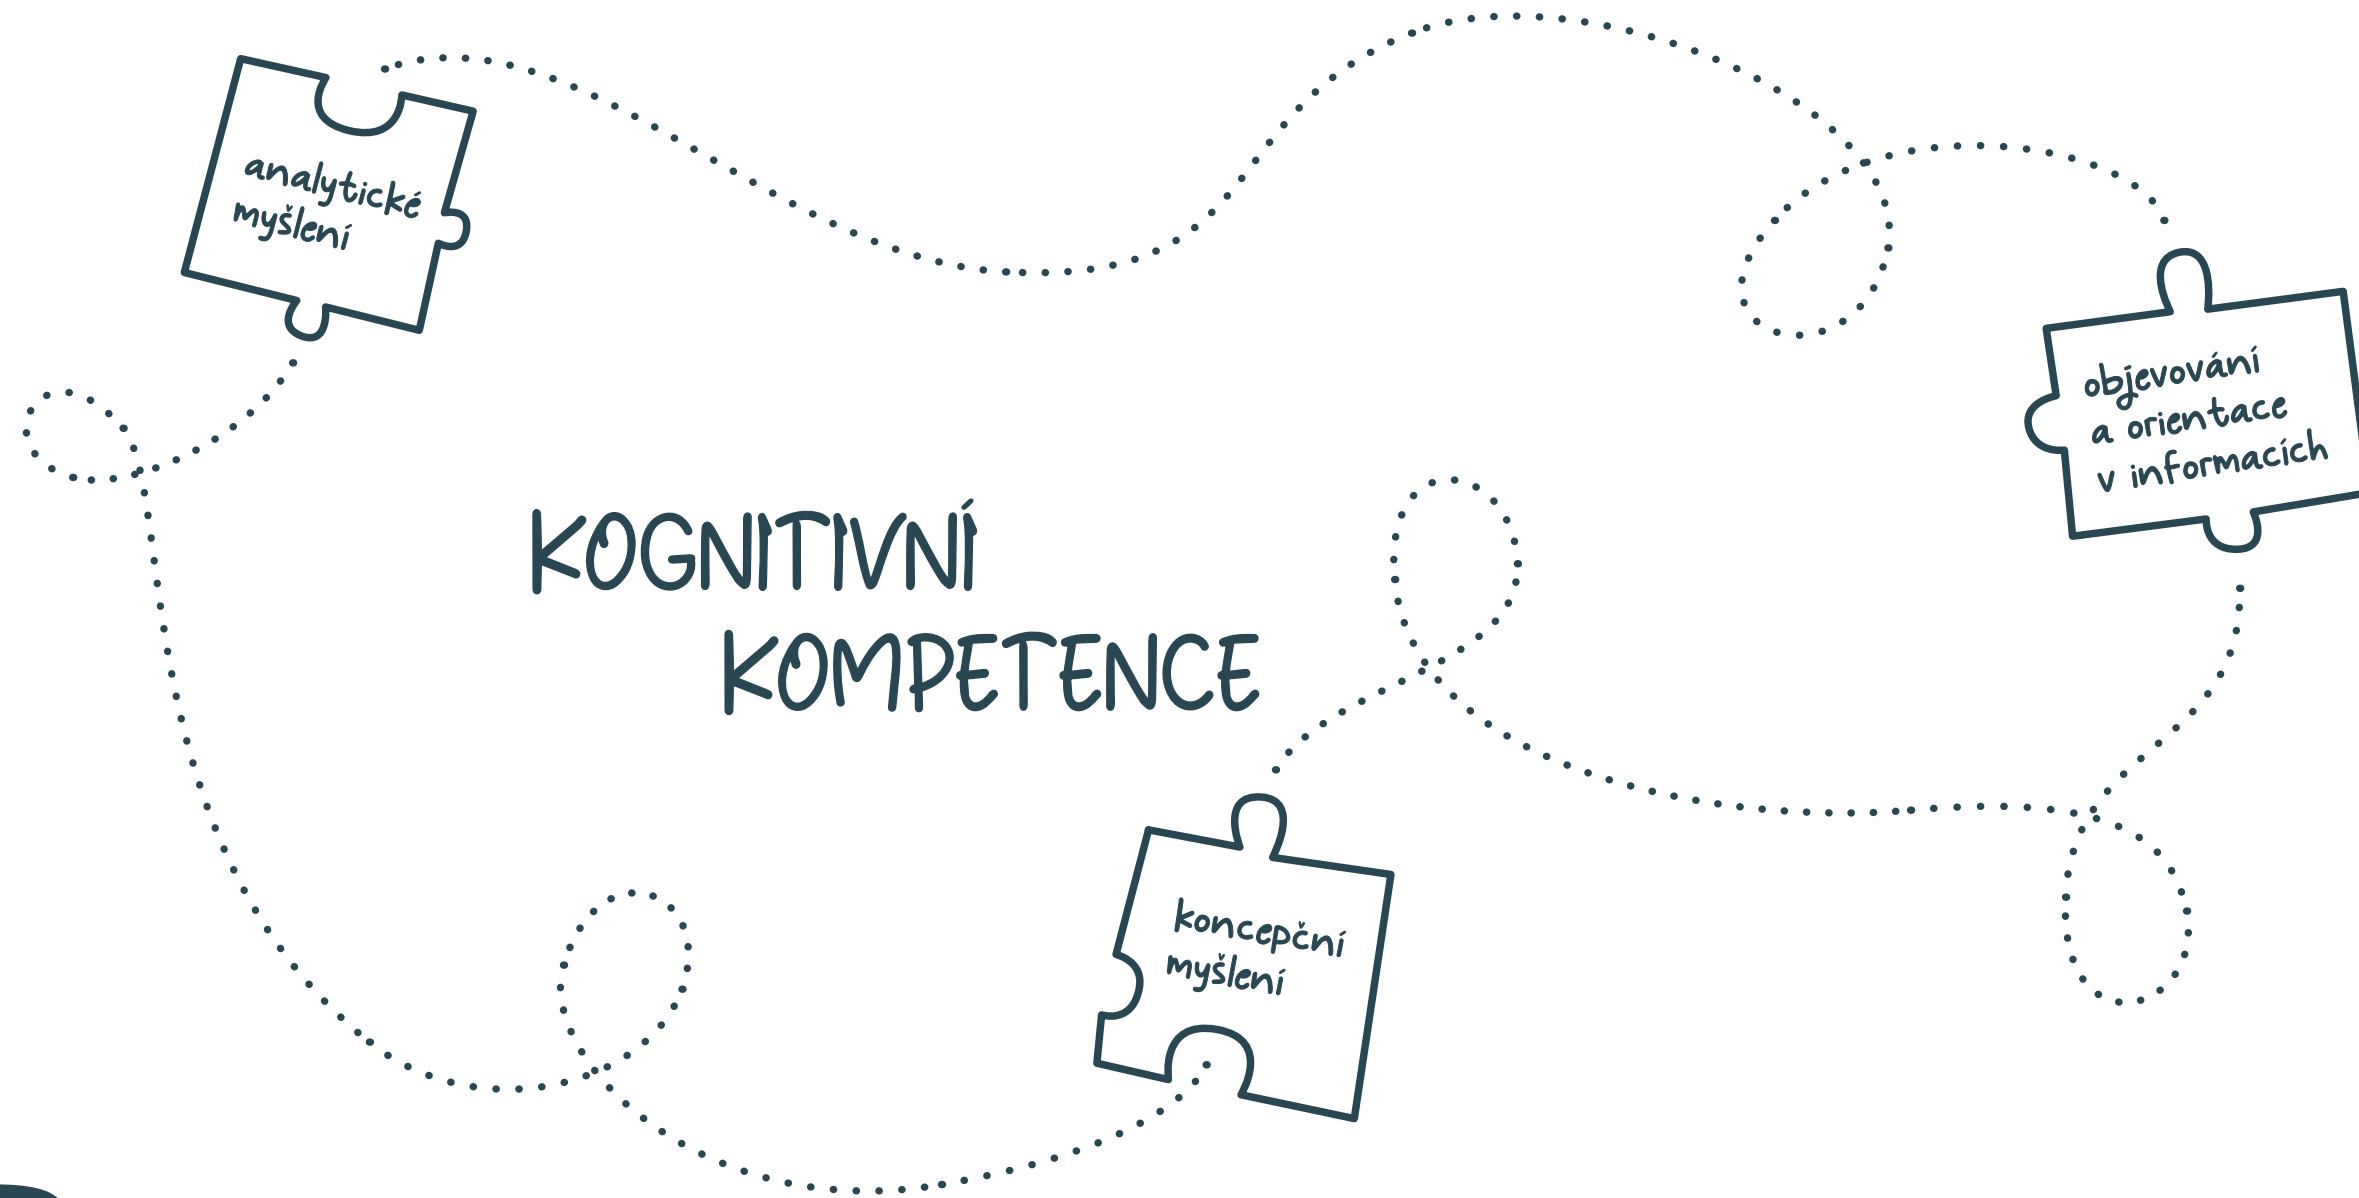 analytické
myšlení
objevování
a orientace
v informacích
KOGNITIVNÍ
KOMPETENCE
koncepční
myšlení